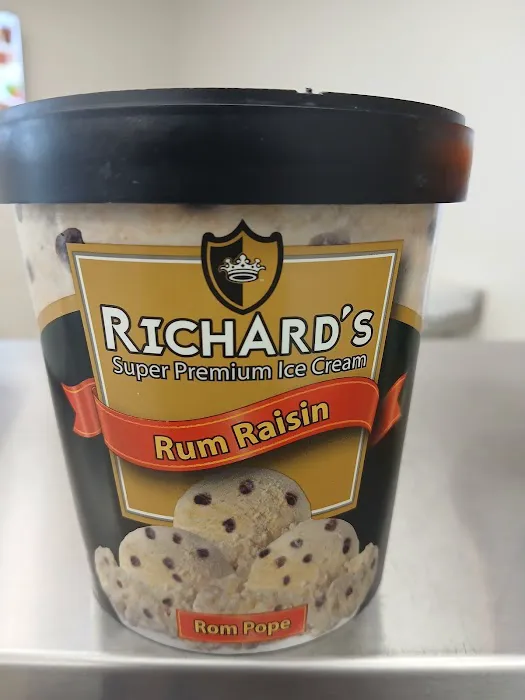 RICHARD'S
Super Premium Ice Cream
Rum Raisin
Rom Pope